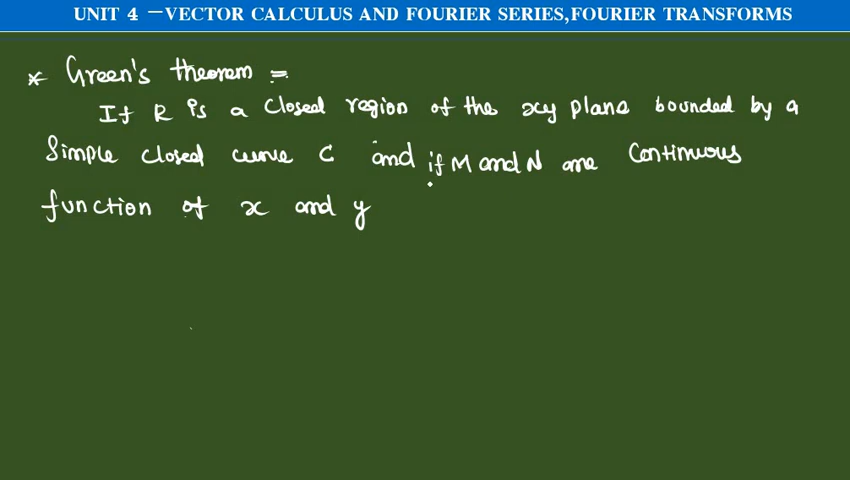 UNIT 4 —VECTOR CALCULUS AND FOURIER SERIES,FOURIER TRANSFORMS
* Green's theorem =
If R is a closed region of the xy plane bounded by a
Simple closed curve C and if M and N are Continuous
function of x and y